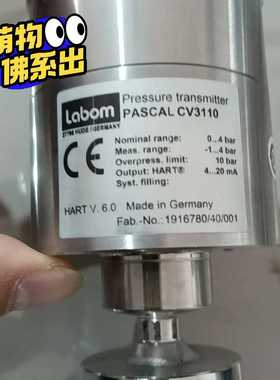 萌物
佛系出
Labom
27798 HUDE / GERMANY
Pressure transmitter
PASCAL CV3110
Nominal range: 0...4 bar
Meas. range: -1...4 bar
Overpress. limit: 10 bar
Output: HART® 4...20 mA
Syst. filling:
CE
HART V. 6.0 Made in Germany
Fab.-No.: 1916780/40/001